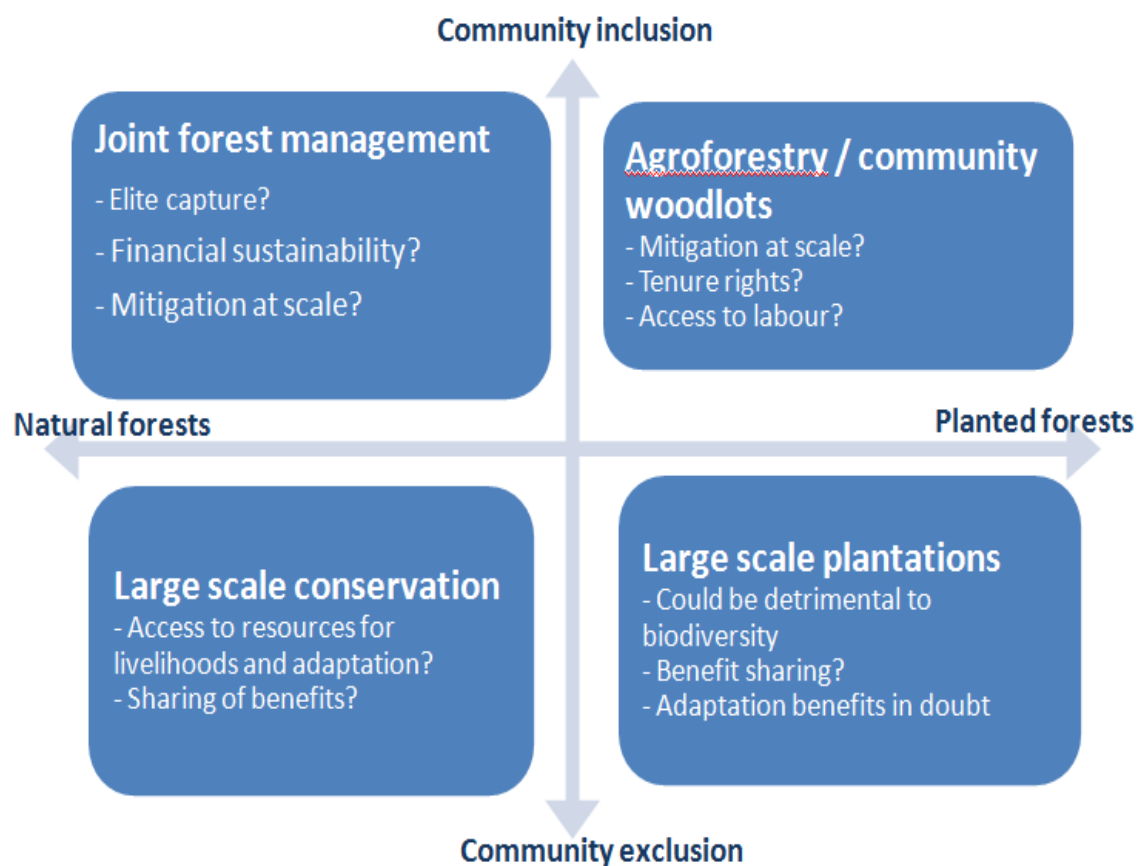 Community inclusion
Joint forest management
- Elite capture?
- Financial sustainability?
- Mitigation at scale?
Agroforestry / community
woodlots
- Mitigation at scale?
- Tenure rights?
- Access to labour?
Natural forests
Planted forests
Large scale conservation
- Access to resources for
livelihoods and adaptation?
- Sharing of benefits?
Large scale plantations
- Could be detrimental to
biodiversity
- Benefit sharing?
- Adaptation benefits in doubt
Community exclusion